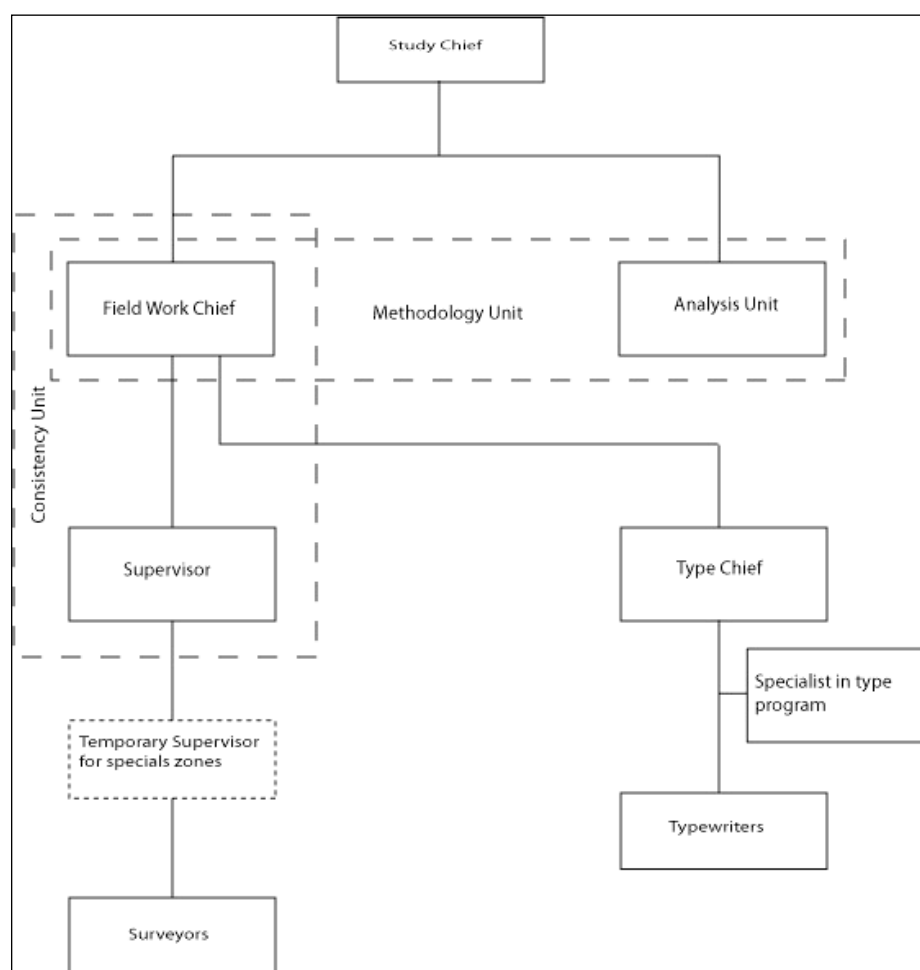 Study Chief
Field Work Chief
Methodology Unit
Analysis Unit
Consistency Unit
Supervisor
Type Chief
Specialist in type
program
Temporary Supervisor
for specials zones
Typewriters
Surveyors